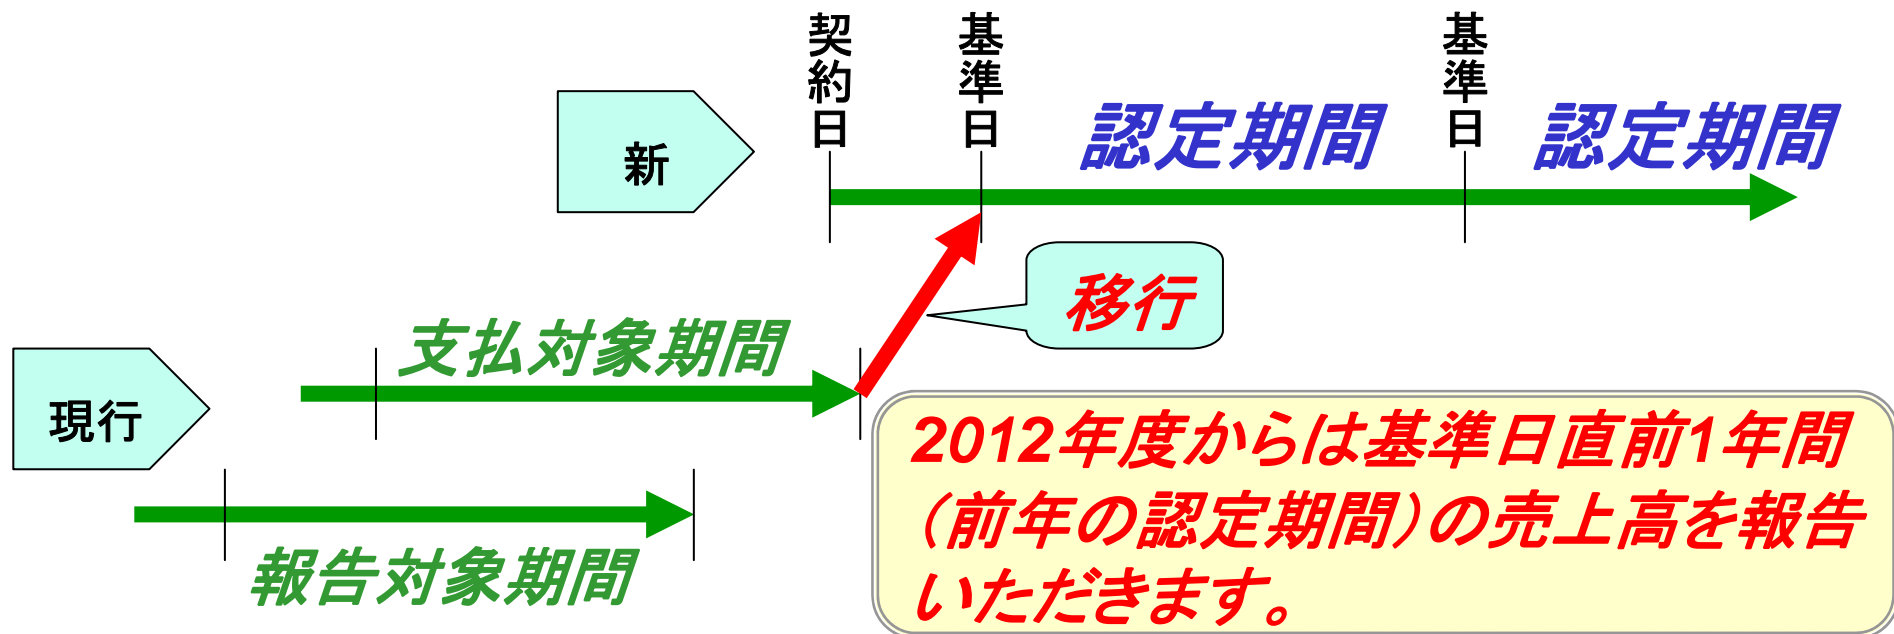 契約日
基準日
基準日
認定期間
認定期間
新
移行
支払対象期間
現行
報告対象期間
2012年度からは基準日直前1年間
（前年の認定期間）の売上高を報告
いただきます。